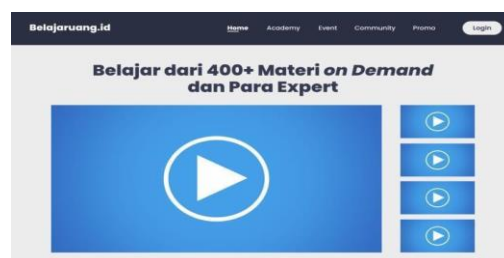 Belajaruang.id Home Academy Event Community Promo Login
Belajar dari 400+ Materi on Demand
dan Para Expert